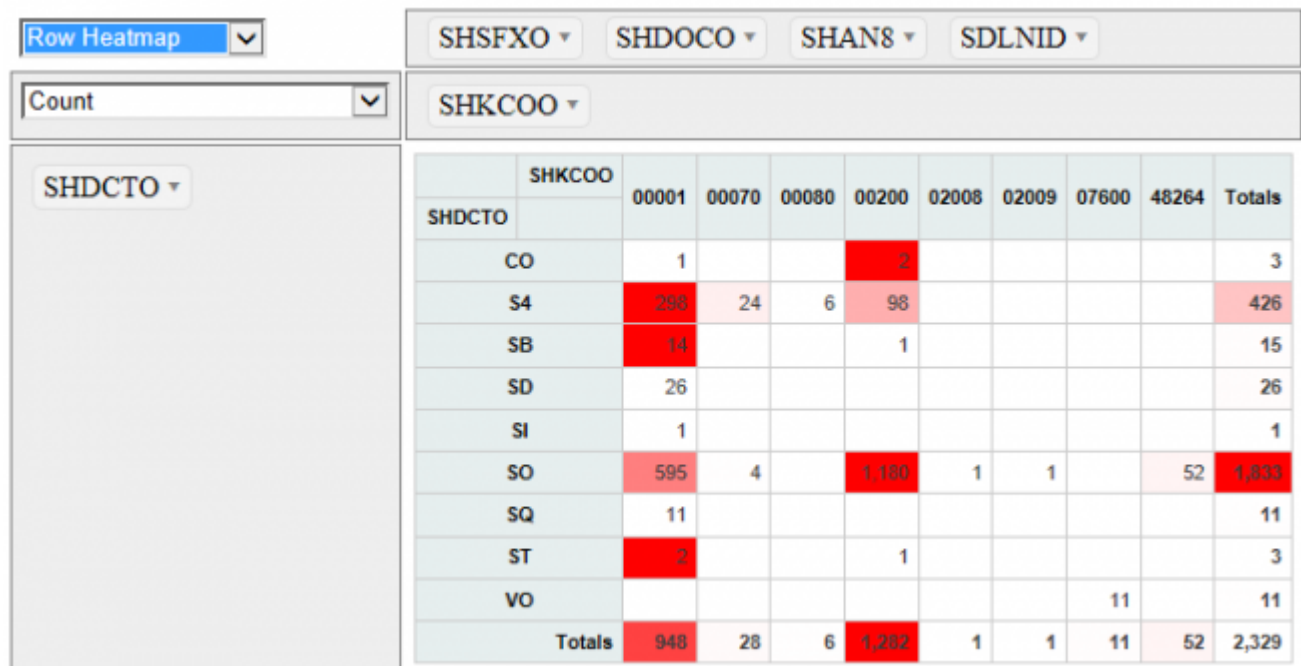 Row Heatmap SHSFXO SHDOCO SHAN8 SDLNID
Count SHKCOO
SHDCTO
SHKCOO 00001 00070 00080 00200 02008 02009 07600 48264 Totals
SHDCTO
CO 1 2 3
S4 298 24 6 98 426
SB 14 1 15
SD 26 26
SI 1 1
SO 595 4 1,180 1 1 52 1,833
SQ 11 11
ST 2 1 3
VO 11 11
Totals 948 28 6 1,282 1 1 11 52 2,329